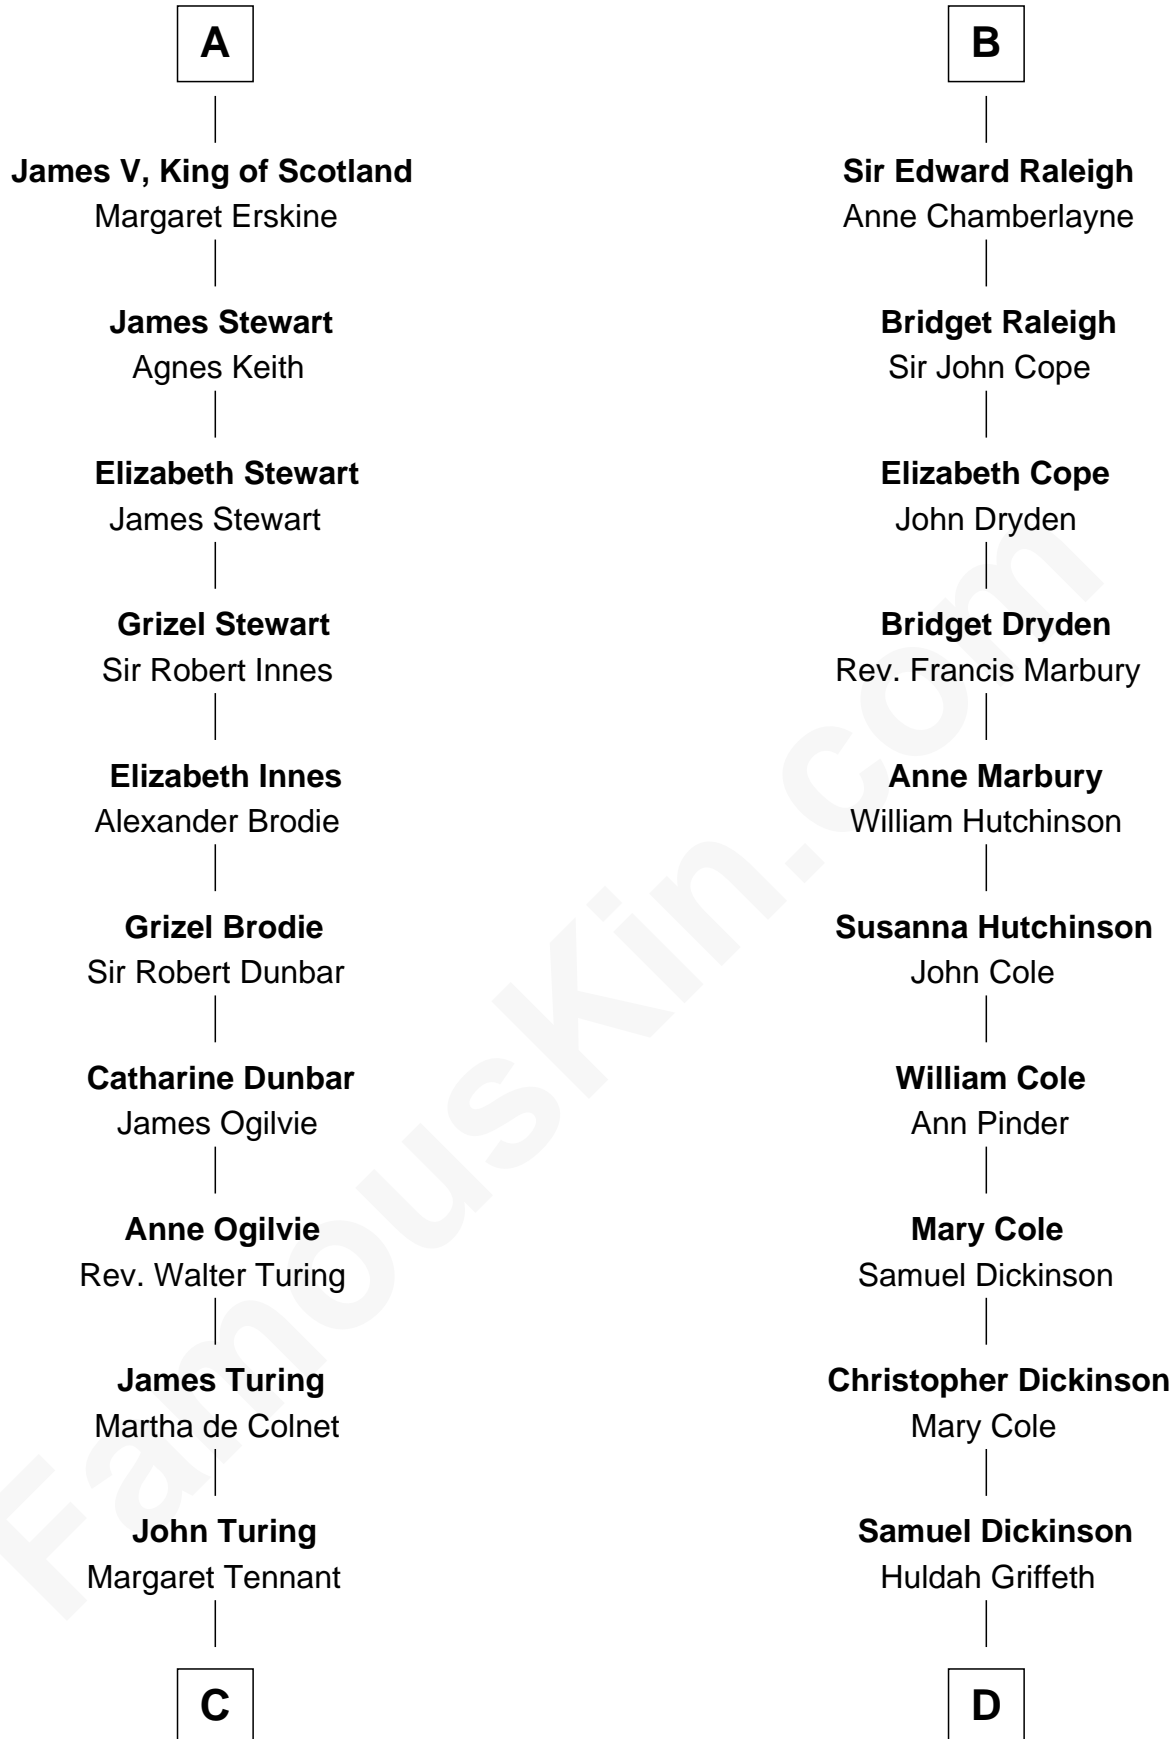 A
James V, King of Scotland
Margaret Erskine
James Stewart
Agnes Keith
Elizabeth Stewart
James Stewart
Grizel Stewart
Sir Robert Innes
Elizabeth Innes
Alexander Brodie
Grizel Brodie
Sir Robert Dunbar
Catharine Dunbar
James Ogilvie
Anne Ogilvie
Rev. Walter Turing
James Turing
Martha de Colnet
John Turing
Margaret Tennant
C
B
Sir Edward Raleigh
Anne Chamberlayne
Bridget Raleigh
Sir John Cope
Elizabeth Cope
John Dryden
Bridget Dryden
Rev. Francis Marbury
Anne Marbury
William Hutchinson
Susanna Hutchinson
John Cole
William Cole
Ann Pinder
Mary Cole
Samuel Dickinson
Christopher Dickinson
Mary Cole
Samuel Dickinson
Huldah Griffeth
D
FamousKin.com